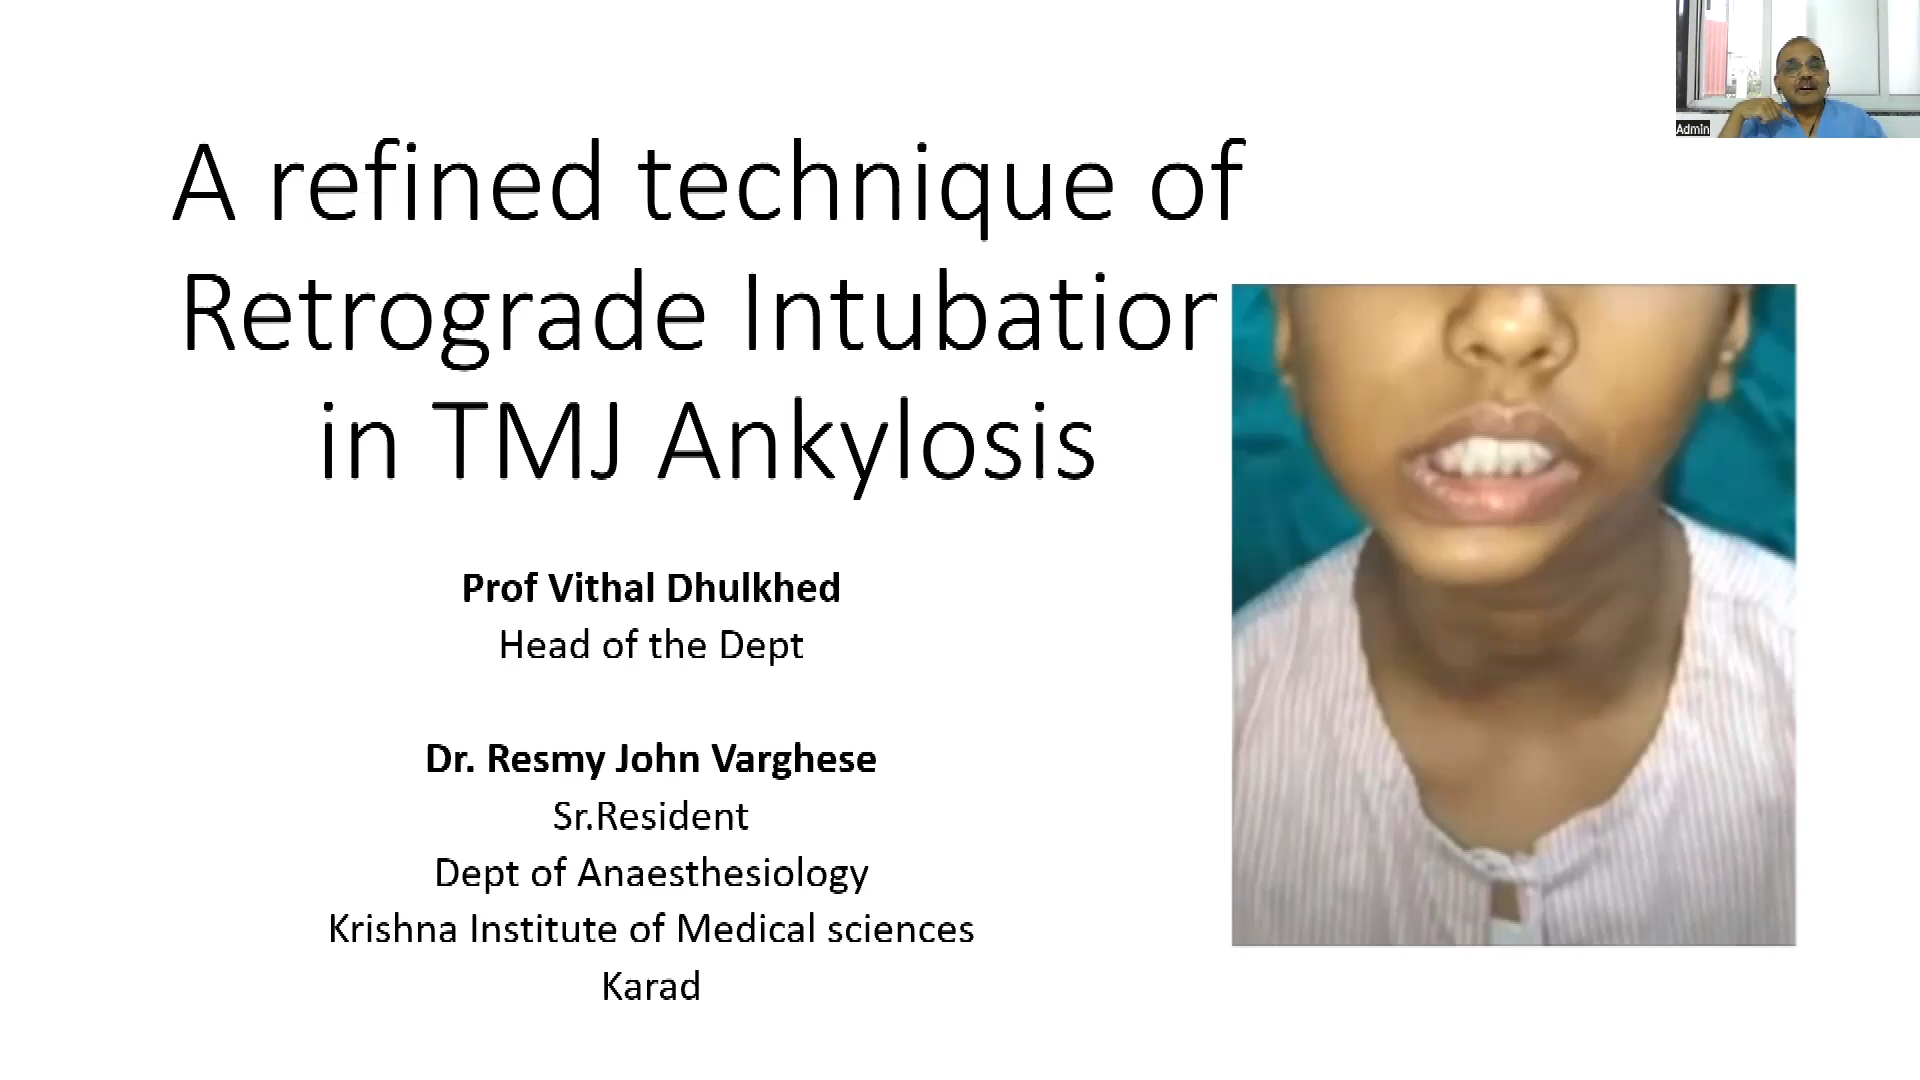 Admin
A refined technique of
Retrograde Intubation
in TMJ Ankylosis
Prof Vithal Dhulkhed
Head of the Dept
Dr. Resmy John Varghese
Sr.Resident
Dept of Anaesthesiology
Krishna Institute of Medical sciences
Karad